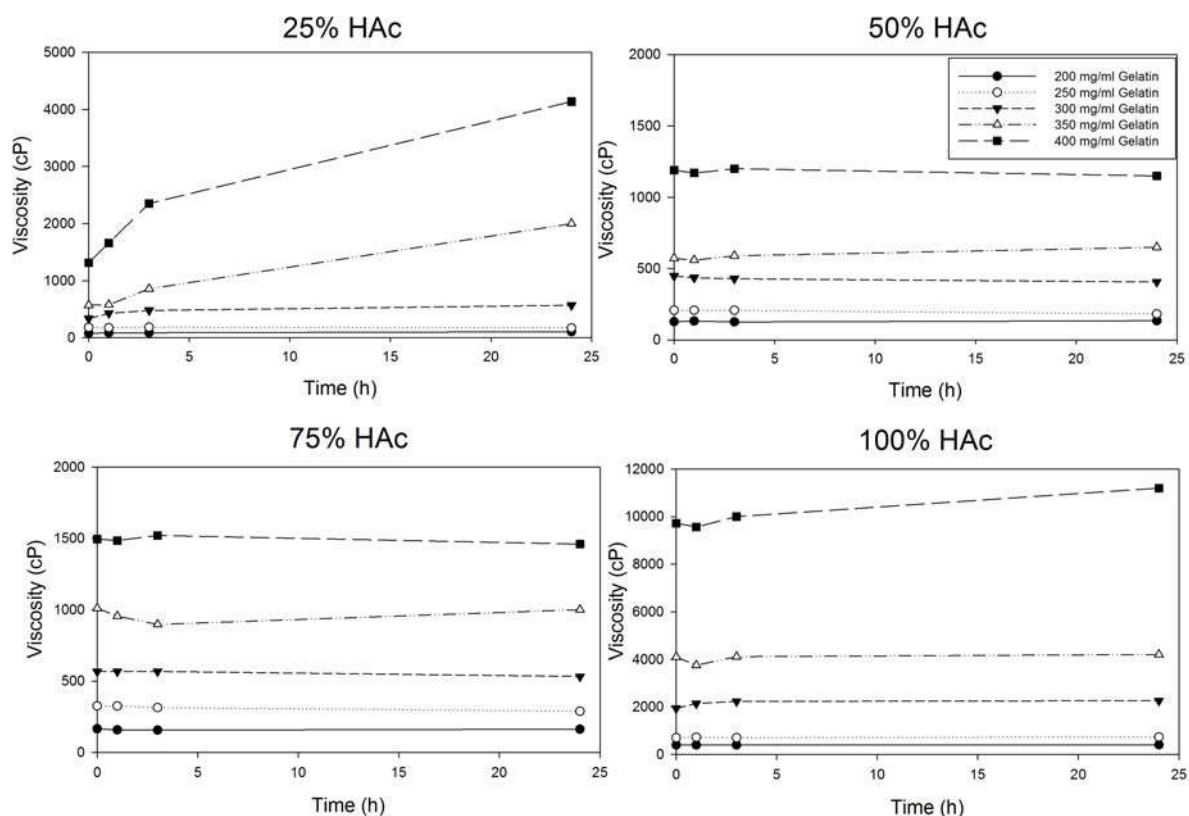 25% HAc
5000
4000
3000
2000
1000
0
Viscosity (cP)
0 5 10 15 20 25
Time (h)
50% HAc
2000
1500
1000
500
0
Viscosity (cP)
200 mg/ml Gelatin
250 mg/ml Gelatin
300 mg/ml Gelatin
350 mg/ml Gelatin
400 mg/ml Gelatin
0 5 10 15 20 25
Time (h)
75% HAc
2000
1500
1000
500
0
Viscosity (cP)
0 5 10 15 20 25
Time (h)
100% HAc
12000
10000
8000
6000
4000
2000
0
Viscosity (cP)
0 5 10 15 20 25
Time (h)